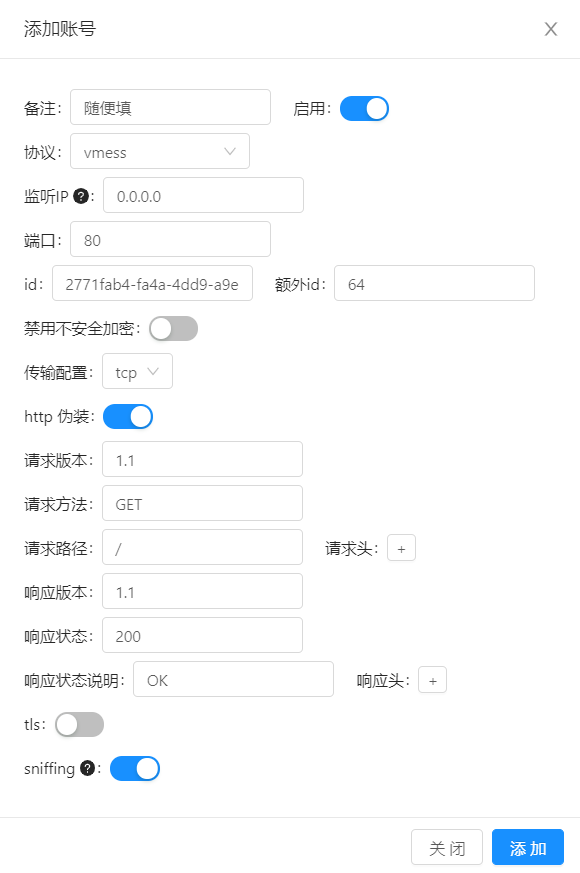 添加账号
备注: 随便填 启用:
协议: vmess
监听IP ?: 0.0.0.0
端口: 80
id: 2771fab4-fa4a-4dd9-a9e 额外id: 64
禁用不安全加密:
传输配置: tcp
http 伪装:
请求版本: 1.1
请求方法: GET
请求路径: / 请求头: +
响应版本: 1.1
响应状态: 200
响应状态说明: OK 响应头: +
tls:
sniffing ?:
关 闭 添 加